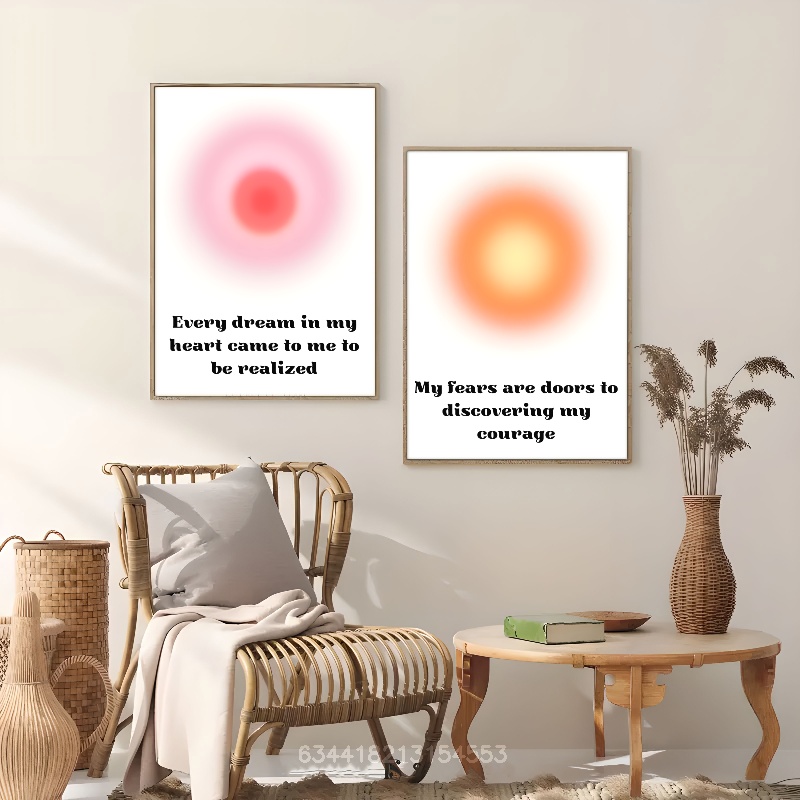 Every dream in my
heart came to me to
be realized
My fears are doors to
discovering my
courage
634418213154553